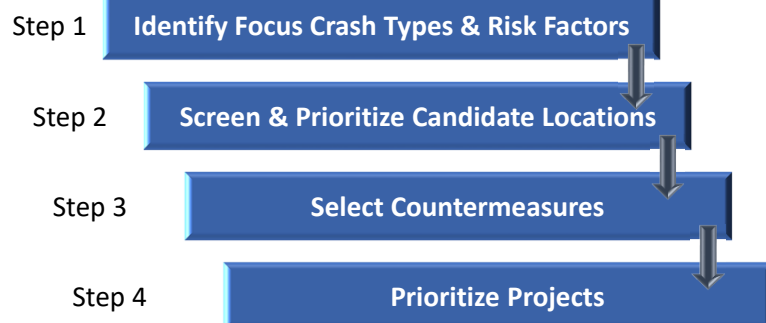 Step 1 Identify Focus Crash Types & Risk Factors
Step 2 Screen & Prioritize Candidate Locations
Step 3 Select Countermeasures
Step 4 Prioritize Projects